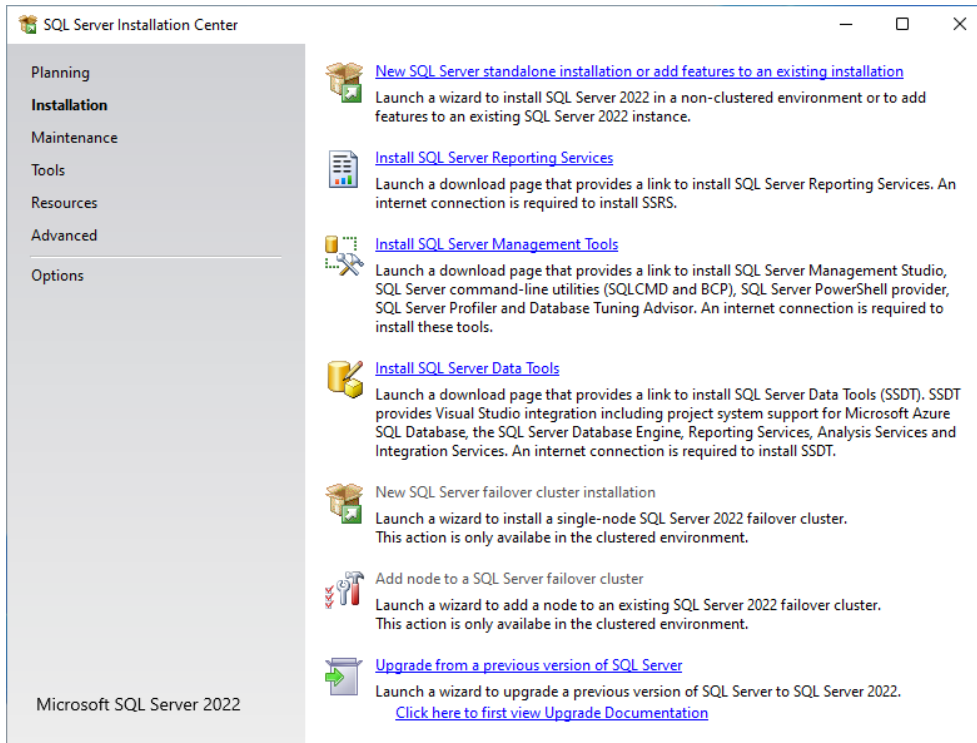 SQL Server Installation Center
Planning
Installation
Maintenance
Tools
Resources
Advanced
Options
Microsoft SQL Server 2022
New SQL Server standalone installation or add features to an existing installation
Launch a wizard to install SQL Server 2022 in a non-clustered environment or to add
features to an existing SQL Server 2022 instance.
Install SQL Server Reporting Services
Launch a download page that provides a link to install SQL Server Reporting Services. An
internet connection is required to install SSRS.
Install SQL Server Management Tools
Launch a download page that provides a link to install SQL Server Management Studio,
SQL Server command-line utilities (SQLCMD and BCP), SQL Server PowerShell provider,
SQL Server Profiler and Database Tuning Advisor. An internet connection is required to
install these tools.
Install SQL Server Data Tools
Launch a download page that provides a link to install SQL Server Data Tools (SSDT). SSDT
provides Visual Studio integration including project system support for Microsoft Azure
SQL Database, the SQL Server Database Engine, Reporting Services, Analysis Services and
Integration Services. An internet connection is required to install SSDT.
New SQL Server failover cluster installation
Launch a wizard to install a single-node SQL Server 2022 failover cluster.
This action is only availabe in the clustered environment.
Add node to a SQL Server failover cluster
Launch a wizard to add a node to an existing SQL Server 2022 failover cluster.
This action is only availabe in the clustered environment.
Upgrade from a previous version of SQL Server
Launch a wizard to upgrade a previous version of SQL Server to SQL Server 2022.
Click here to first view Upgrade Documentation